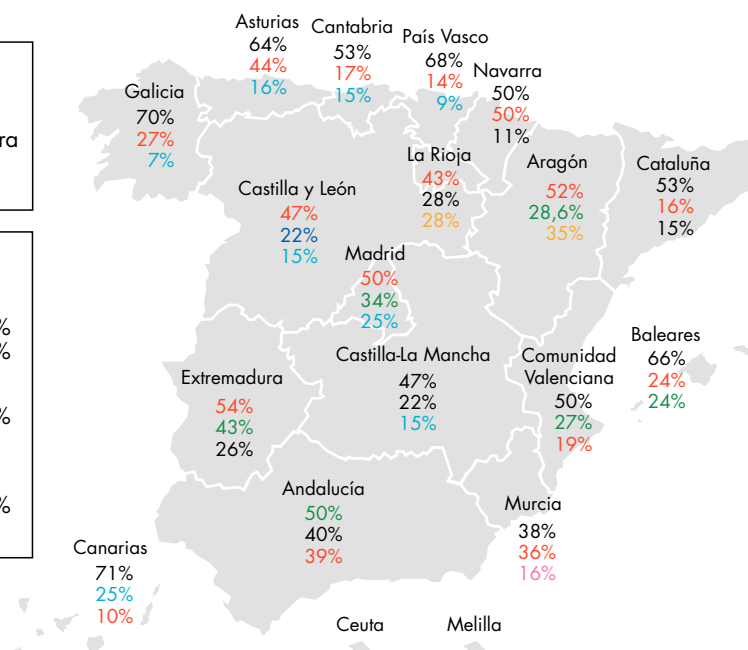 Asturias
64%
44%
16%
Cantabria
53%
17%
15%
País Vasco
68%
14%
9%
Navarra
50%
50%
11%
Galicia
70%
27%
7%
ra
La Rioja
43%
28%
28%
Aragón
52%
28,6%
35%
Cataluña
53%
16%
15%
Castilla y León
47%
22%
15%
Madrid
50%
34%
25%
%
%
%
%
Castilla-La Mancha
47%
22%
15%
Comunidad
Valenciana
50%
27%
19%
Baleares
66%
24%
24%
Extremadura
54%
43%
26%
Andalucía
50%
40%
39%
Murcia
38%
36%
16%
Canarias
71%
25%
10%
Ceuta
Melilla